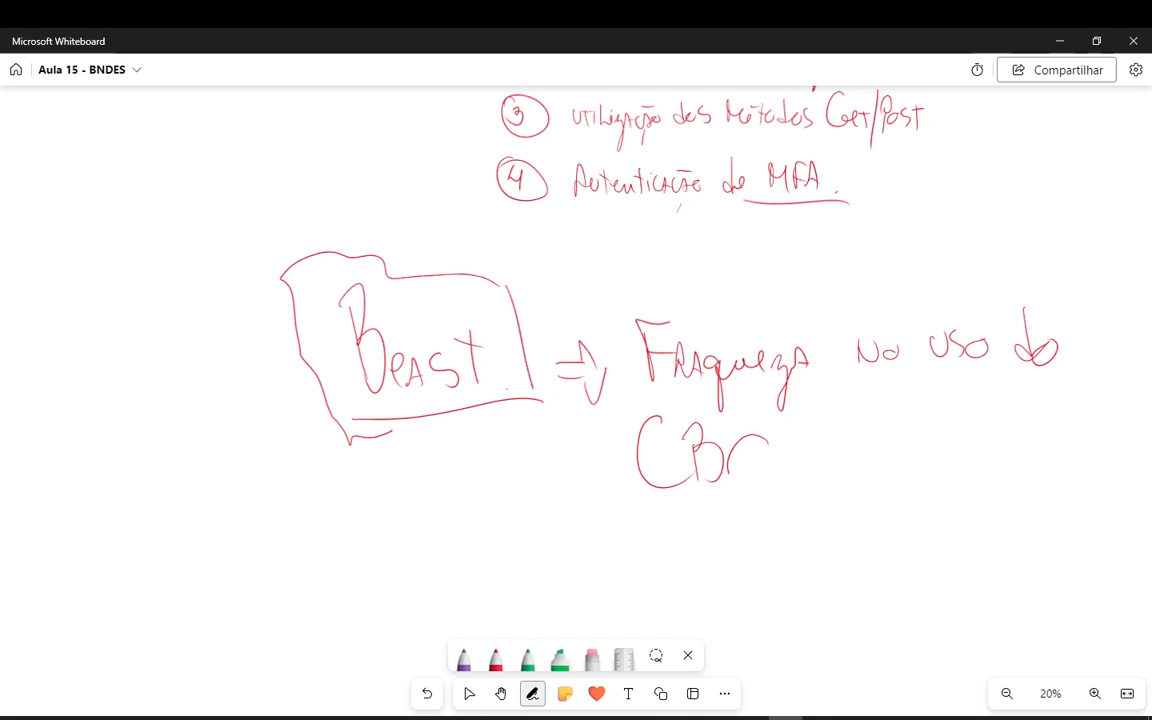 Microsoft Whiteboard
Aula 15 - BNDES
Compartilhar
3 Utilização dos Métodos Get/Post
4 Autenticação de MFA.
Beast
⇒ Fraqueza no uso do
CBC
20%